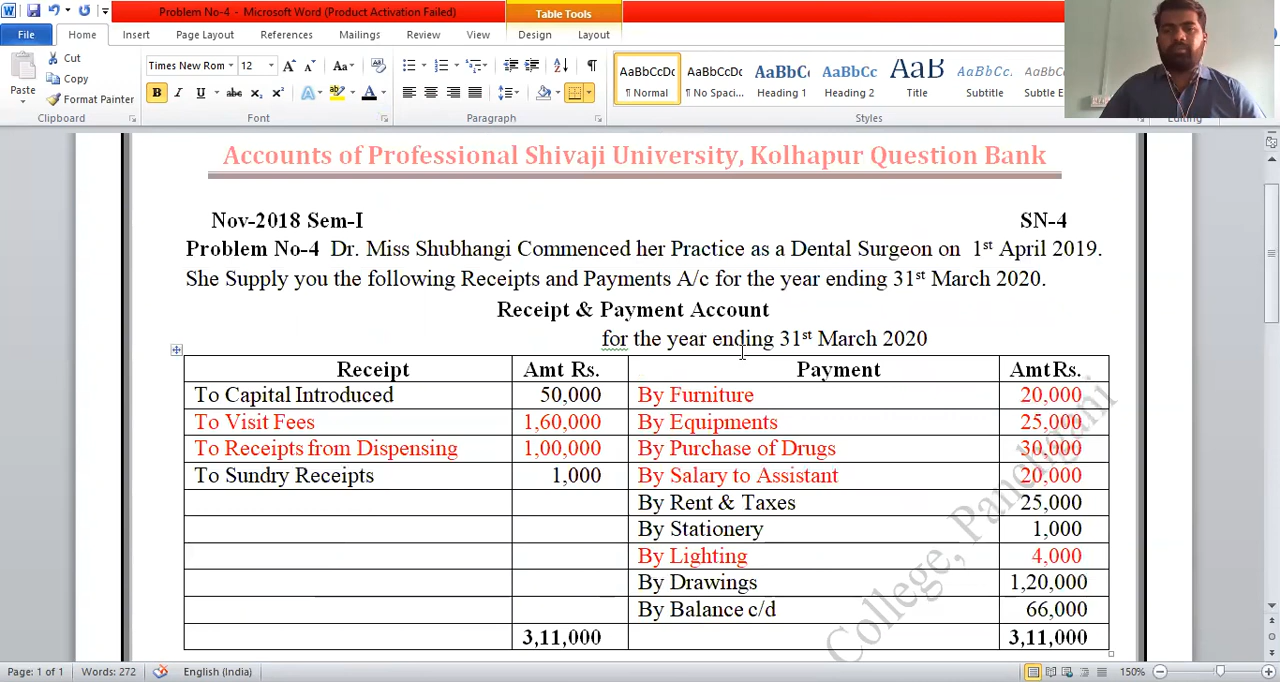 Problem No-4 - Microsoft Word (Product Activation Failed)
Table Tools
File Home Insert Page Layout References Mailings Review View Design Layout
Paste
Cut
Copy
Format Painter
Clipboard
Times New Rom 12
Font
Paragraph
AaBbCcDc AaBbCcDc AaBbC AaBbCc AaB AaBbCc. AaBbCc
¶ Normal ¶ No Spaci... Heading 1 Heading 2 Title Subtitle Subtle E
Styles
Editing
Accounts of Professional Shivaji University, Kolhapur Question Bank
Nov-2018 Sem-I SN-4
Problem No-4 Dr. Miss Shubhangi Commenced her Practice as a Dental Surgeon on 1st April 2019.
She Supply you the following Receipts and Payments A/c for the year ending 31st March 2020.
Receipt & Payment Account
for the year ending 31st March 2020
Receipt Amt Rs. Payment Amt Rs.
To Capital Introduced 50,000 By Furniture 20,000
To Visit Fees 1,60,000 By Equipments 25,000
To Receipts from Dispensing 1,00,000 By Purchase of Drugs 30,000
To Sundry Receipts 1,000 By Salary to Assistant 20,000
By Rent & Taxes 25,000
By Stationery 1,000
By Lighting 4,000
By Drawings 1,20,000
By Balance c/d 66,000
3,11,000 3,11,000
College, Panchgani
Page: 1 of 1 Words: 272 English (India) 150%